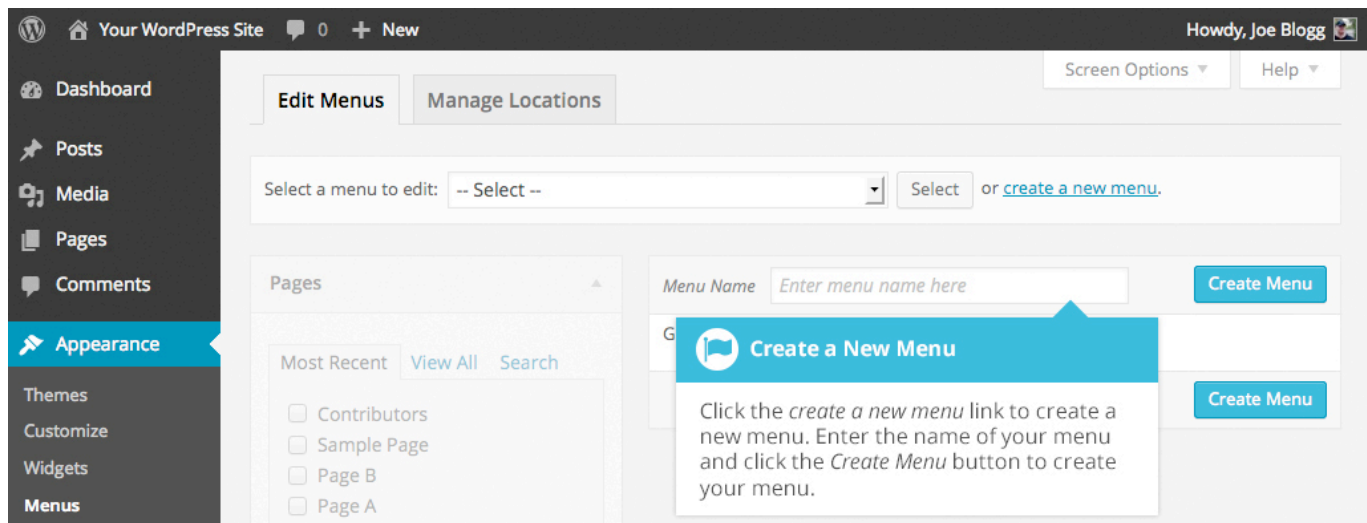 Your WordPress Site 0 + New Howdy, Joe Blogg
Screen Options Help
Dashboard
Posts
Media
Pages
Comments
Appearance
Themes
Customize
Widgets
Menus
Edit Menus Manage Locations
Select a menu to edit: -- Select -- Select or create a new menu.
Pages
Most Recent View All Search
Contributors
Sample Page
Page B
Page A
Menu Name Enter menu name here Create Menu
G
Create a New Menu
Click the create a new menu link to create a
new menu. Enter the name of your menu
and click the Create Menu button to create
your menu.
Create Menu